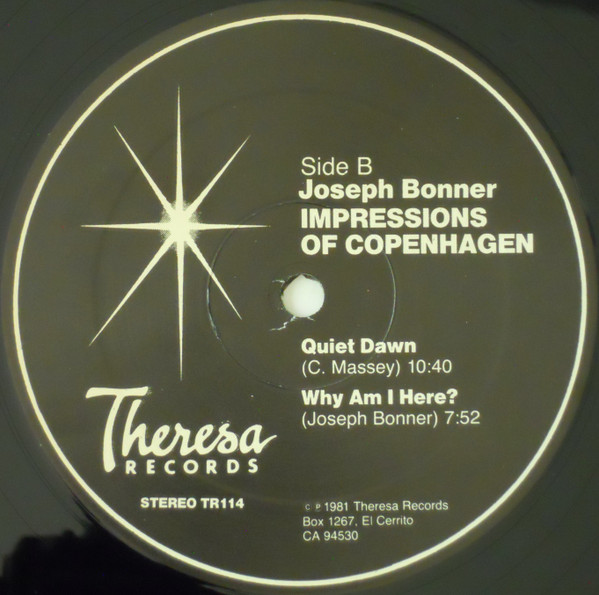 Side B
Joseph Bonner
IMPRESSIONS
OF COPENHAGEN
Quiet Dawn
(C. Massey) 10:40
Why Am I Here?
(Joseph Bonner) 7:52
Theresa
RECORDS
STEREO TR114
© ℗ 1981 Theresa Records
Box 1267, El Cerrito
CA 94530